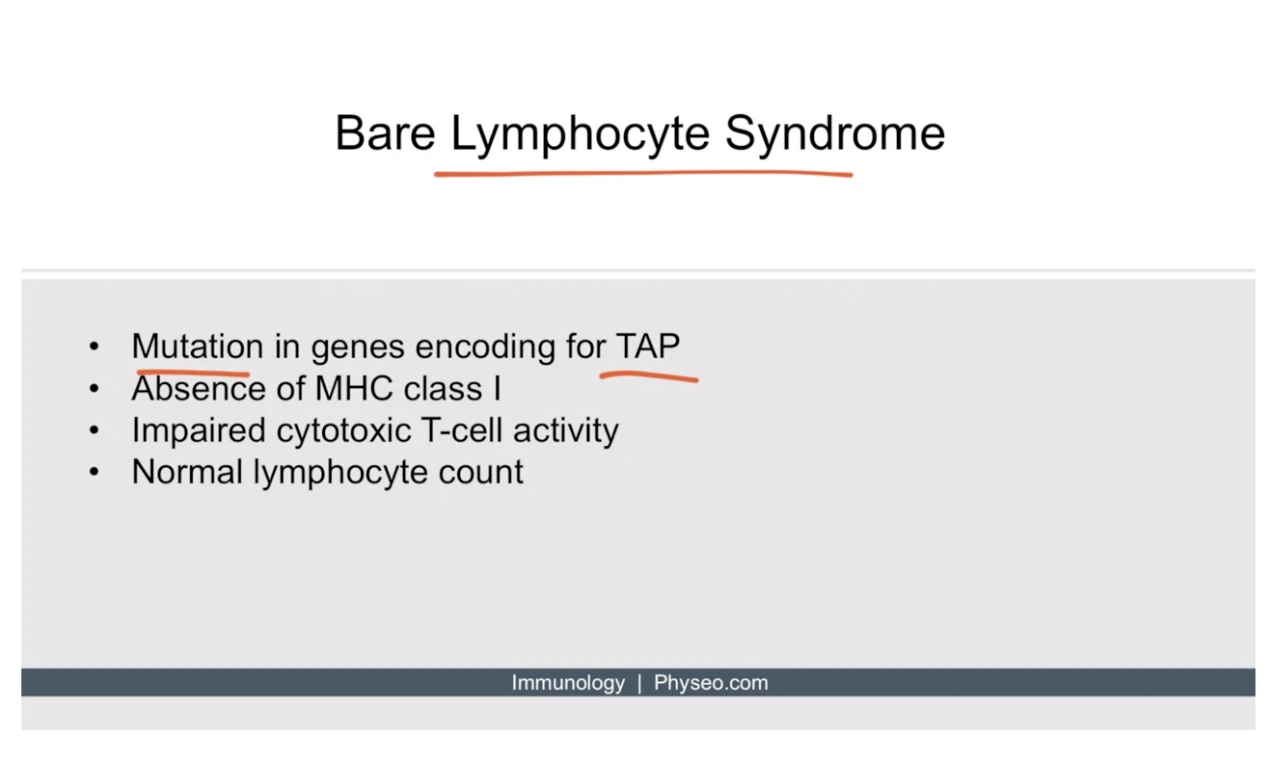 Bare Lymphocyte Syndrome
• Mutation in genes encoding for TAP
• Absence of MHC class I
• Impaired cytotoxic T-cell activity
• Normal lymphocyte count
Immunology | Physeo.com